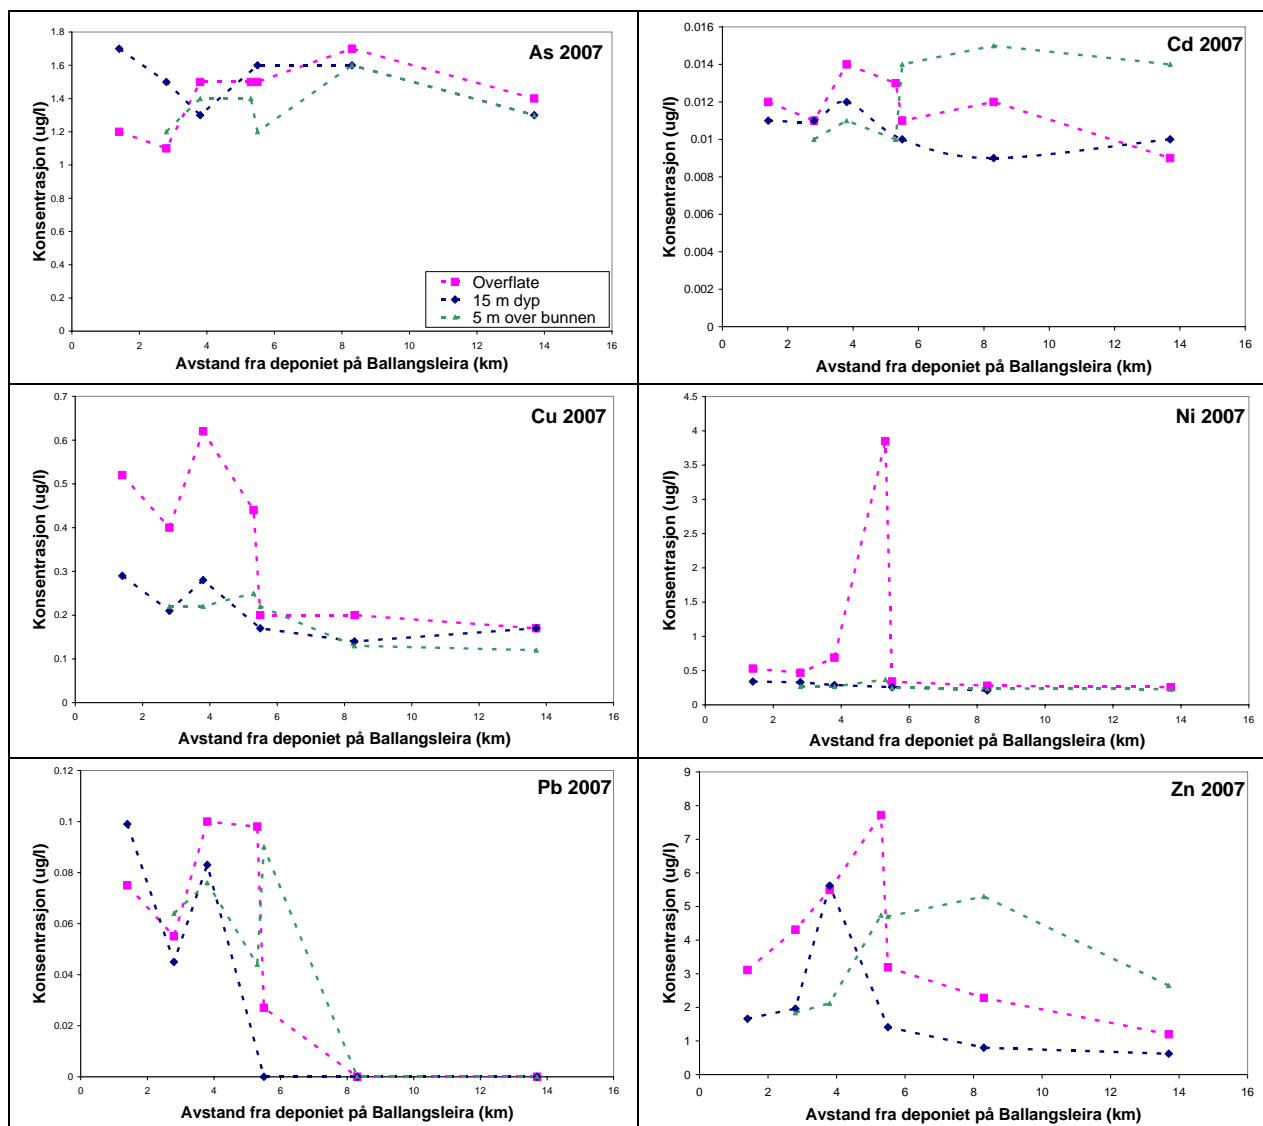 As 2007
Konsentrasjon (ug/l)
1.8
1.6
1.4
1.2
1
0.8
0.6
0.4
0.2
0
0 2 4 6 8 10 12 14 16
Avstand fra deponiet på Ballangsleira (km)
Overflate
15 m dyp
5 m over bunnen
Cd 2007
Konsentrasjon (ug/l)
0.016
0.014
0.012
0.010
0.008
0.006
0.004
0.002
0.000
0 2 4 6 8 10 12 14 16
Avstand fra deponiet på Ballangsleira (km)
Cu 2007
Konsentrasjon (ug/l)
0.7
0.6
0.5
0.4
0.3
0.2
0.1
0
0 2 4 6 8 10 12 14 16
Avstand fra deponiet på Ballangsleira (km)
Ni 2007
Konsentrasjon (ug/l)
4.5
4
3.5
3
2.5
2
1.5
1
0.5
0
0 2 4 6 8 10 12 14 16
Avstand fra deponiet på Ballangsleira (km)
Pb 2007
Konsentrasjon (ug/l)
0.12
0.1
0.08
0.06
0.04
0.02
0
0 2 4 6 8 10 12 14 16
Avstand fra deponiet på Ballangsleira (km)
Zn 2007
Konsentrasjon (ug/l)
9
8
7
6
5
4
3
2
1
0
0 2 4 6 8 10 12 14 16
Avstand fra deponiet på Ballangsleira (km)